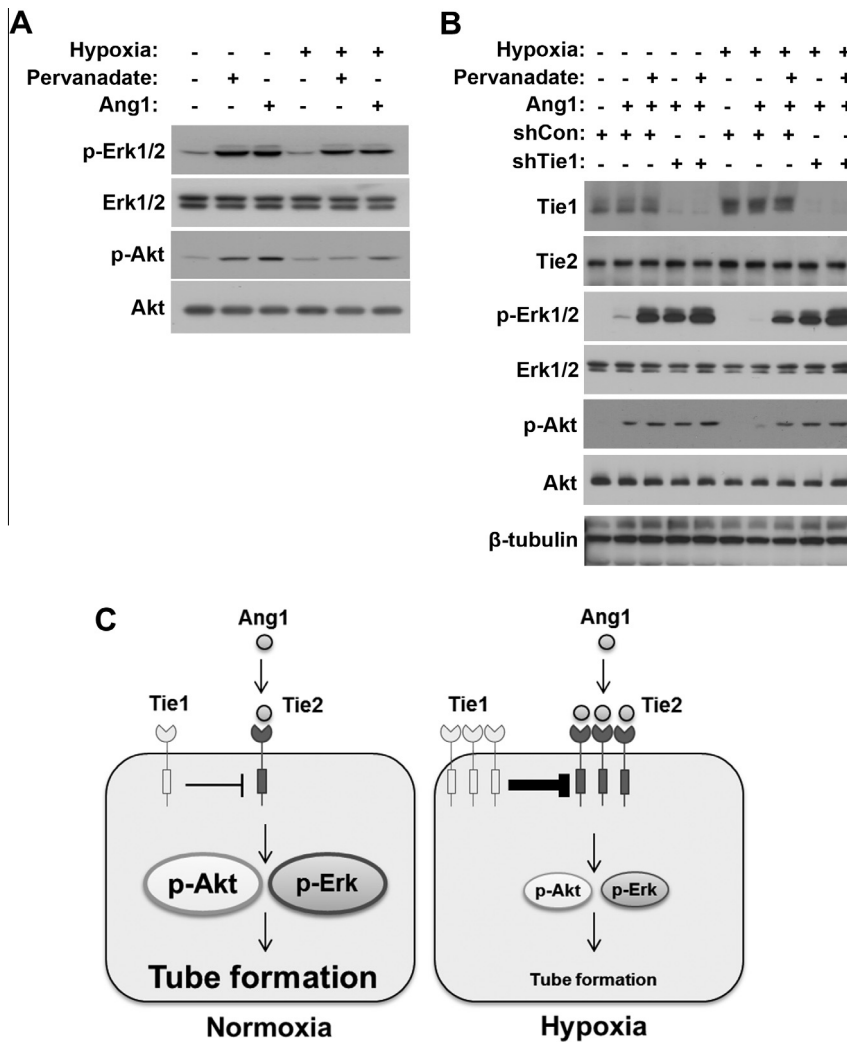 A
Hypoxia: - - - + + +
Pervanadate: - + - - + -
Ang1: - - + - - +
p-Erk1/2
Erk1/2
p-Akt
Akt
B
Hypoxia: - - - - - + + + + +
Pervanadate: - - + - + - - + - +
Ang1: - + + + + - + + + +
shCon + + + - - + + + - -
shTie1: - - - + + - - - + +
Tie1
Tie2
p-Erk1/2
Erk1/2
p-Akt
Akt
β-tubulin
C
Ang1
Tie1
Tie2
p-Akt
p-Erk
Tube formation
Normoxia
Ang1
Tie1
Tie2
p-Akt
p-Erk
Tube formation
Hypoxia